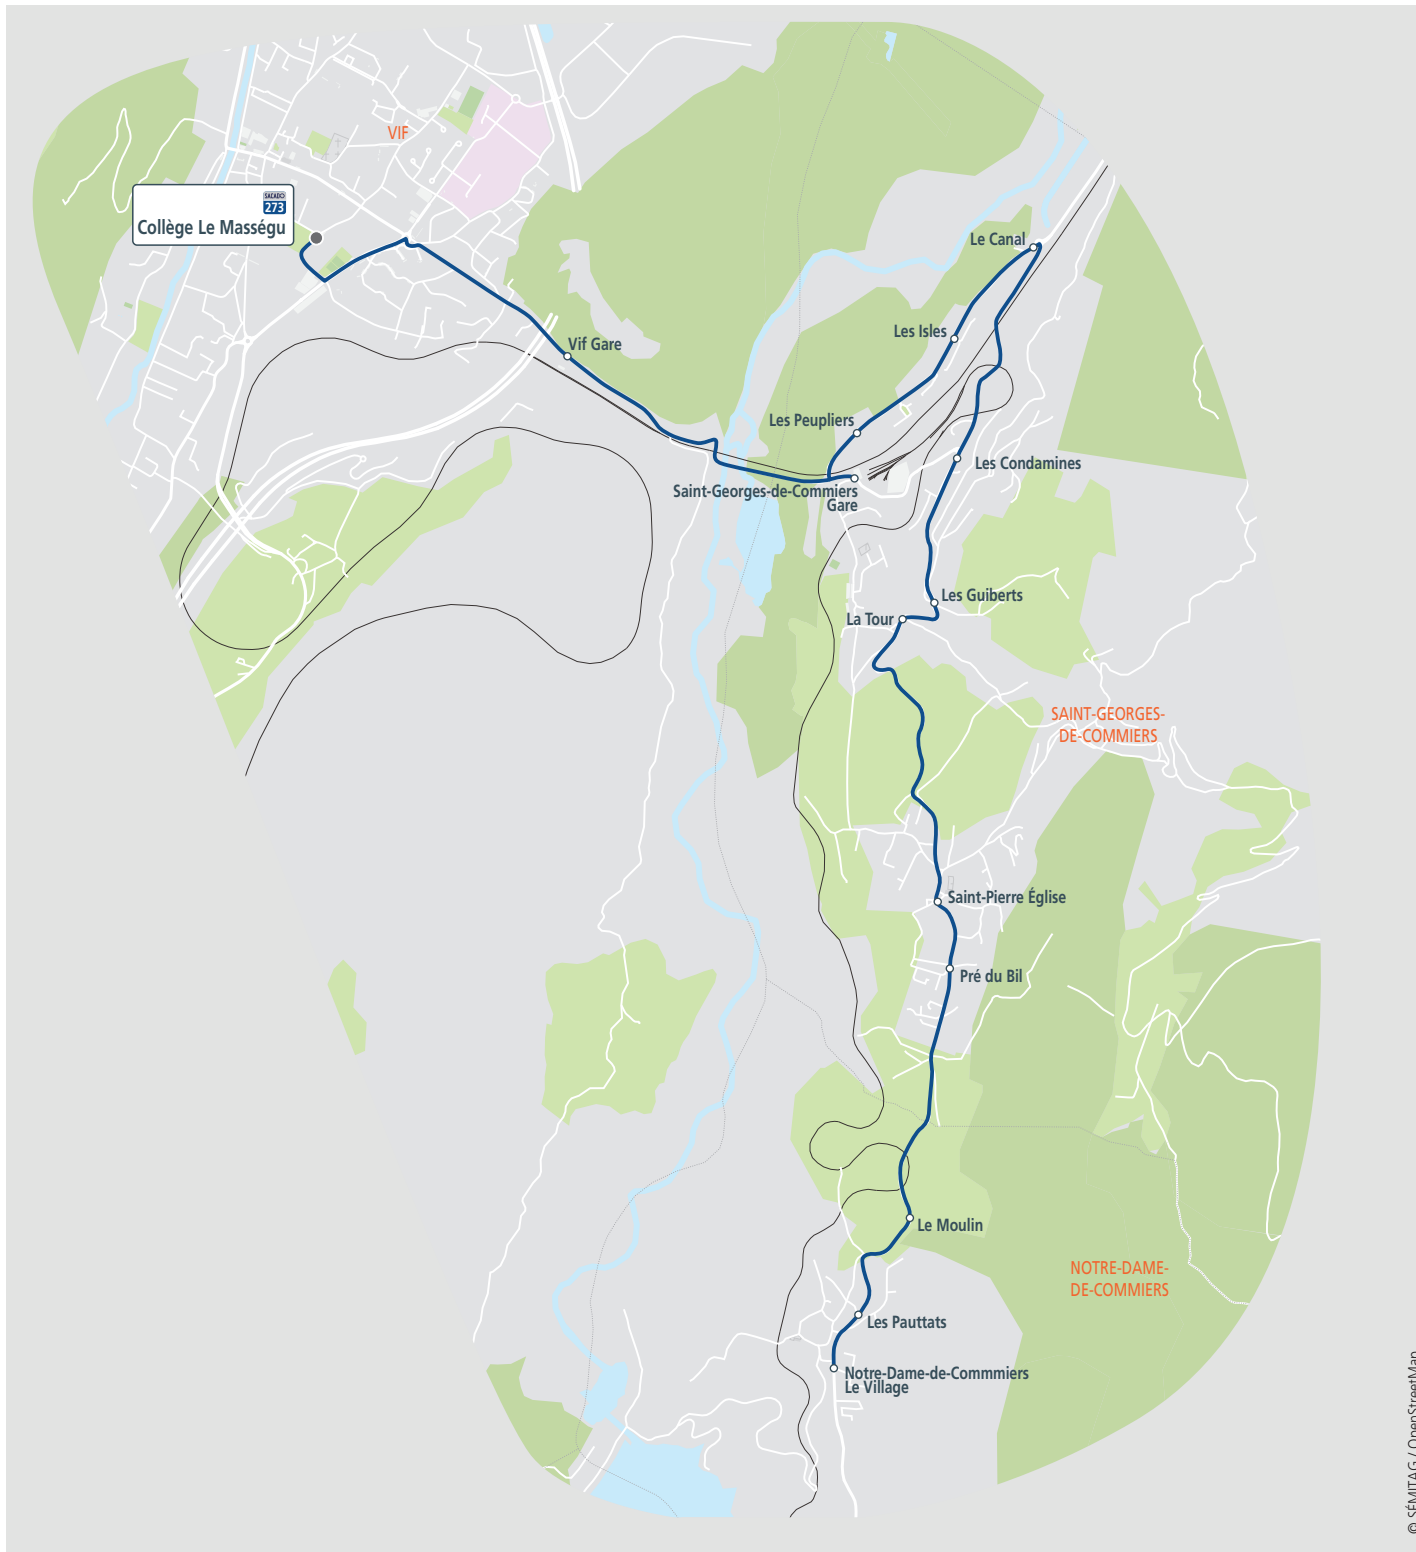 VIF
SACADO
273
Collège Le Masségu
Le Canal
Les Isles
Vif Gare
Les Peupliers
Les Condamines
Saint-Georges-de-Commiers
Gare
Les Guiberts
La Tour
SAINT-GEORGES-
DE-COMMIERS
Saint-Pierre Église
Pré du Bil
Le Moulin
NOTRE-DAME-
DE-COMMIERS
Les Pauttats
Notre-Dame-de-Commmiers
Le Village
© SÉMITAG / OpenStreetMap